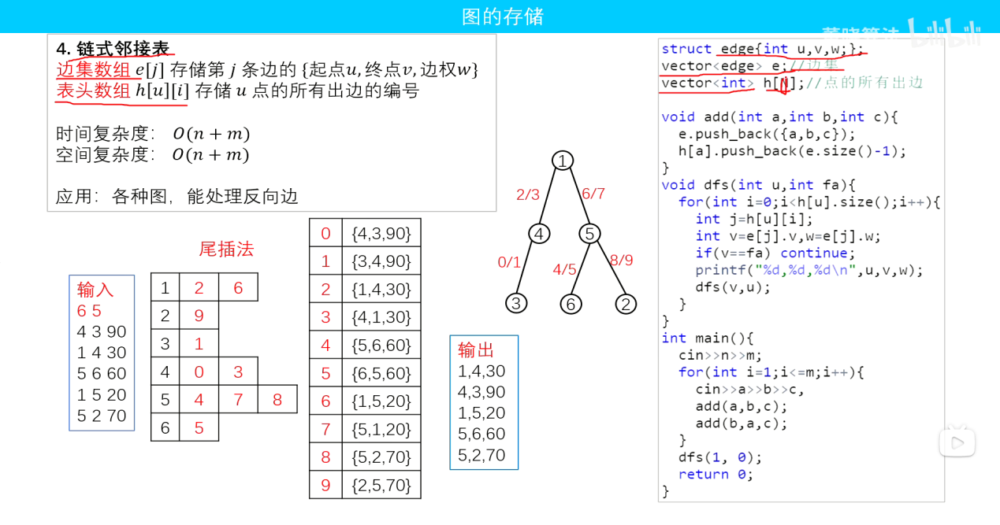 图的存储
bilibili
4. 链式邻接表
边集数组 e[j] 存储第 j 条边的 {起点u, 终点v, 边权w}
表头数组 h[u][i] 存储 u 点的所有出边的编号
时间复杂度： O(n + m)
空间复杂度： O(n + m)
应用：各种图，能处理反向边
尾插法
输入
6 5
4 3 90
1 4 30
5 6 60
1 5 20
5 2 70
1 2 6
2 9
3 1
4 0 3
5 4 7 8
6 5
0 {4,3,90}
1 {3,4,90}
2 {1,4,30}
3 {4,1,30}
4 {5,6,60}
5 {6,5,60}
6 {1,5,20}
7 {5,1,20}
8 {5,2,70}
9 {2,5,70}
1
2/3 6/7
4 5
0/1 4/5 8/9
3 6 2
输出
1,4,30
4,3,90
1,5,20
5,6,60
5,2,70
struct edge{int u,v,w;};
vector<edge> e;//边集
vector<int> h[N];//点的所有出边
void add(int a,int b,int c){
e.push_back({a,b,c});
h[a].push_back(e.size()-1);
}
void dfs(int u,int fa){
for(int i=0;i<h[u].size();i++){
int j=h[u][i];
int v=e[j].v,w=e[j].w;
if(v==fa) continue;
printf("%d,%d,%d\n",u,v,w);
dfs(v,u);
}
}
int main(){
cin>>n>>m;
for(int i=1;i<=m;i++){
cin>>a>>b>>c,
add(a,b,c);
add(b,a,c);
}
dfs(1, 0);
return 0;
}